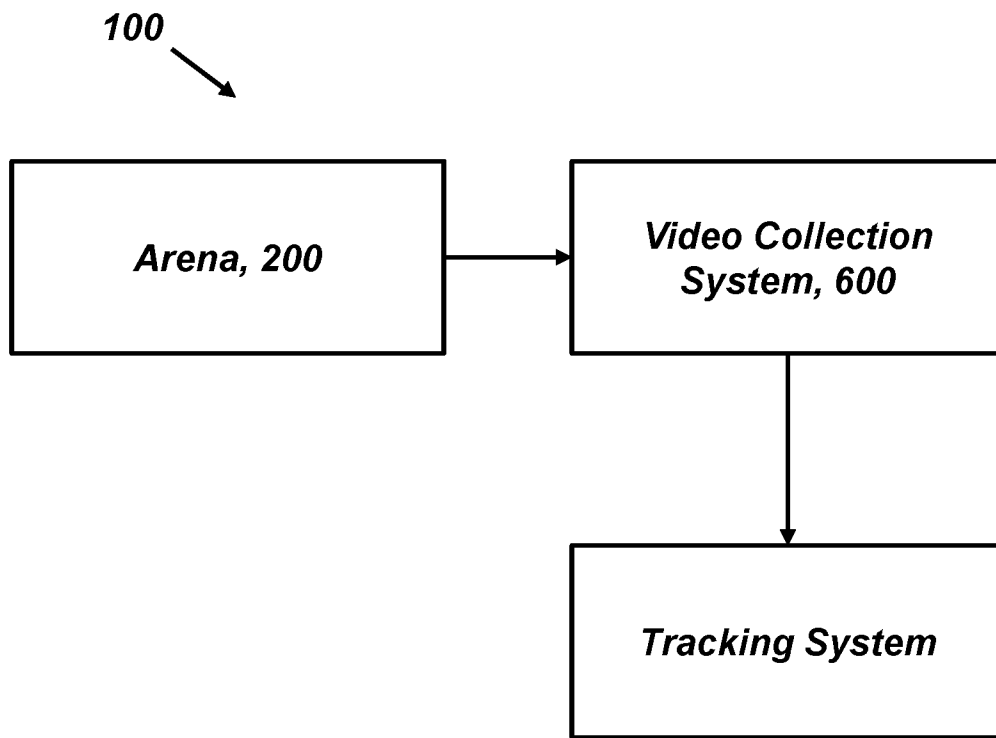 100
Arena, 200
Video Collection
System, 600
Tracking System